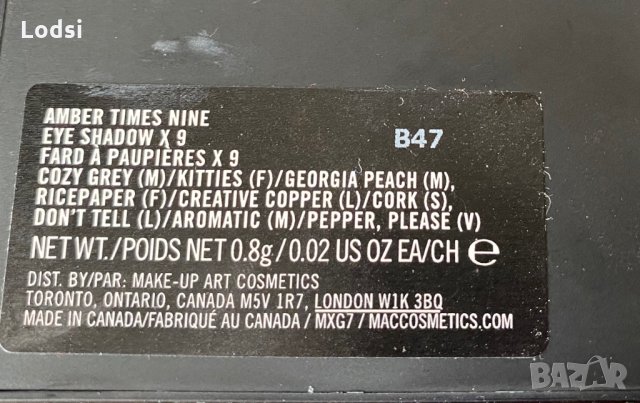 Lodsi
AMBER TIMES NINE
EYE SHADOW X 9
B47
FARD À PAUPIÈRES X 9
COZY GREY (M)/KITTIES (F)/GEORGIA PEACH (M),
RICEPAPER (F)/CREATIVE COPPER (L)/CORK (S),
DON'T TELL (L)/AROMATIC (M)/PEPPER, PLEASE (V)
NET WT./POIDS NET 0.8g/0.02 US OZ EA/CH ℮
DIST. BY/PAR: MAKE-UP ART COSMETICS
TORONTO, ONTARIO, CANADA M5V 1R7, LONDON W1K 3BQ
MADE IN CANADA/FABRIQUÉ AU CANADA / MXG7 / MACCOSMETICS.COM
BAZAR